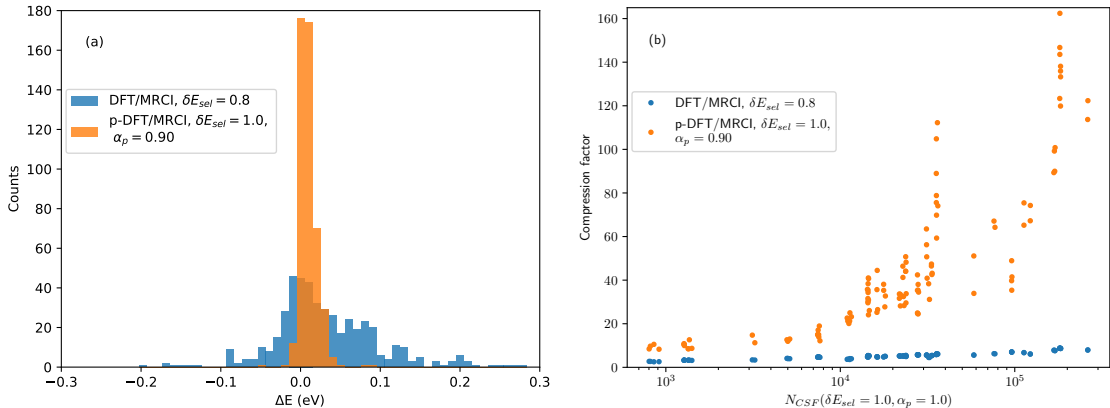 180
160
140
120
100
80
60
40
20
0
Counts
(a)
DFT/MRCI, δE_sel = 0.8
p-DFT/MRCI, δE_sel = 1.0,
α_p = 0.90
−0.3
−0.2
−0.1
0.0
0.1
0.2
0.3
ΔE (eV)
160
140
120
100
80
60
40
20
0
Compression factor
(b)
DFT/MRCI, δE_sel = 0.8
p-DFT/MRCI, δE_sel = 1.0,
α_p = 0.90
10^3
10^4
10^5
N_CSF(δE_sel = 1.0, α_p = 1.0)